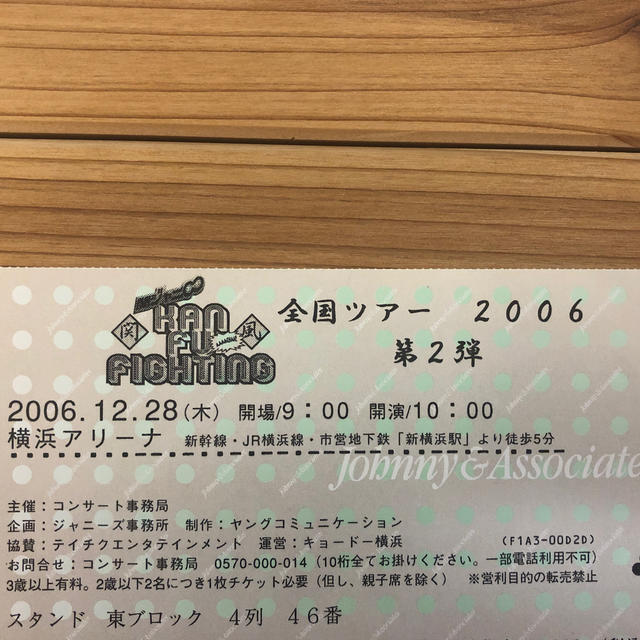 KAN
関 FU 風
FIGHTING
全国ツアー 2006
第2弾
2006.12.28(木) 開場/9:00 開演/10:00
横浜アリーナ 新幹線・JR横浜線・市営地下鉄「新横浜駅」より徒歩5分
Johnny&Associate
主催:コンサート事務局
企画:ジャニーズ事務所 制作:ヤングコミュニケーション
協賛:テイチクエンタテインメント 運営:キョードー横浜 (F1A3-00D2D)
お問合せ:コンサート事務局 0570-000-014(10桁全てお掛けください。一部電話利用不可)
3歳以上有料。2歳以下2名につき1枚チケット必要(但し、親子席を除く) ※営利目的の転売禁止
スタンド 東ブロック 4列 46番